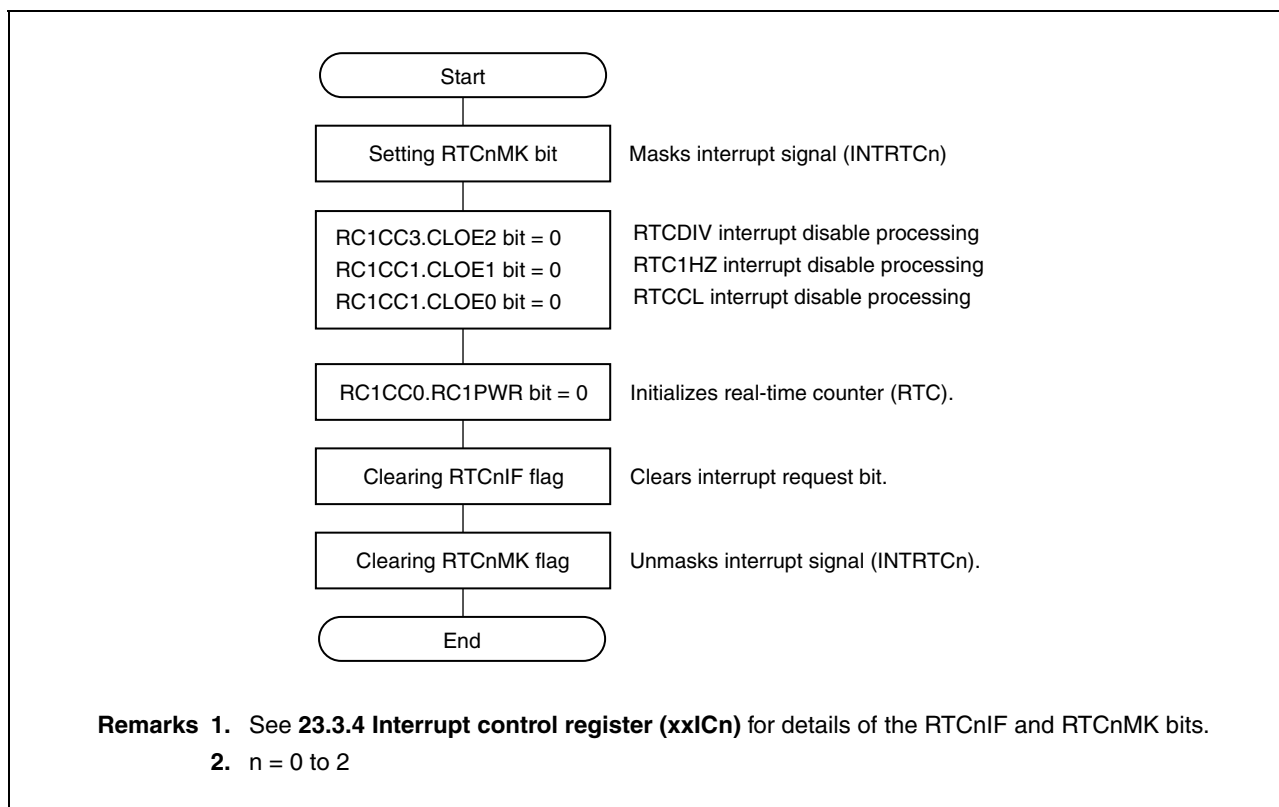 Start
Setting RTCnMK bit Masks interrupt signal (INTRTCn)
RC1CC3.CLOE2 bit = 0 RTCDIV interrupt disable processing
RC1CC1.CLOE1 bit = 0 RTC1HZ interrupt disable processing
RC1CC1.CLOE0 bit = 0 RTCCL interrupt disable processing
RC1CC0.RC1PWR bit = 0 Initializes real-time counter (RTC).
Clearing RTCnIF flag Clears interrupt request bit.
Clearing RTCnMK flag Unmasks interrupt signal (INTRTCn).
End
Remarks 1. See 23.3.4 Interrupt control register (xxICn) for details of the RTCnIF and RTCnMK bits.
2. n = 0 to 2